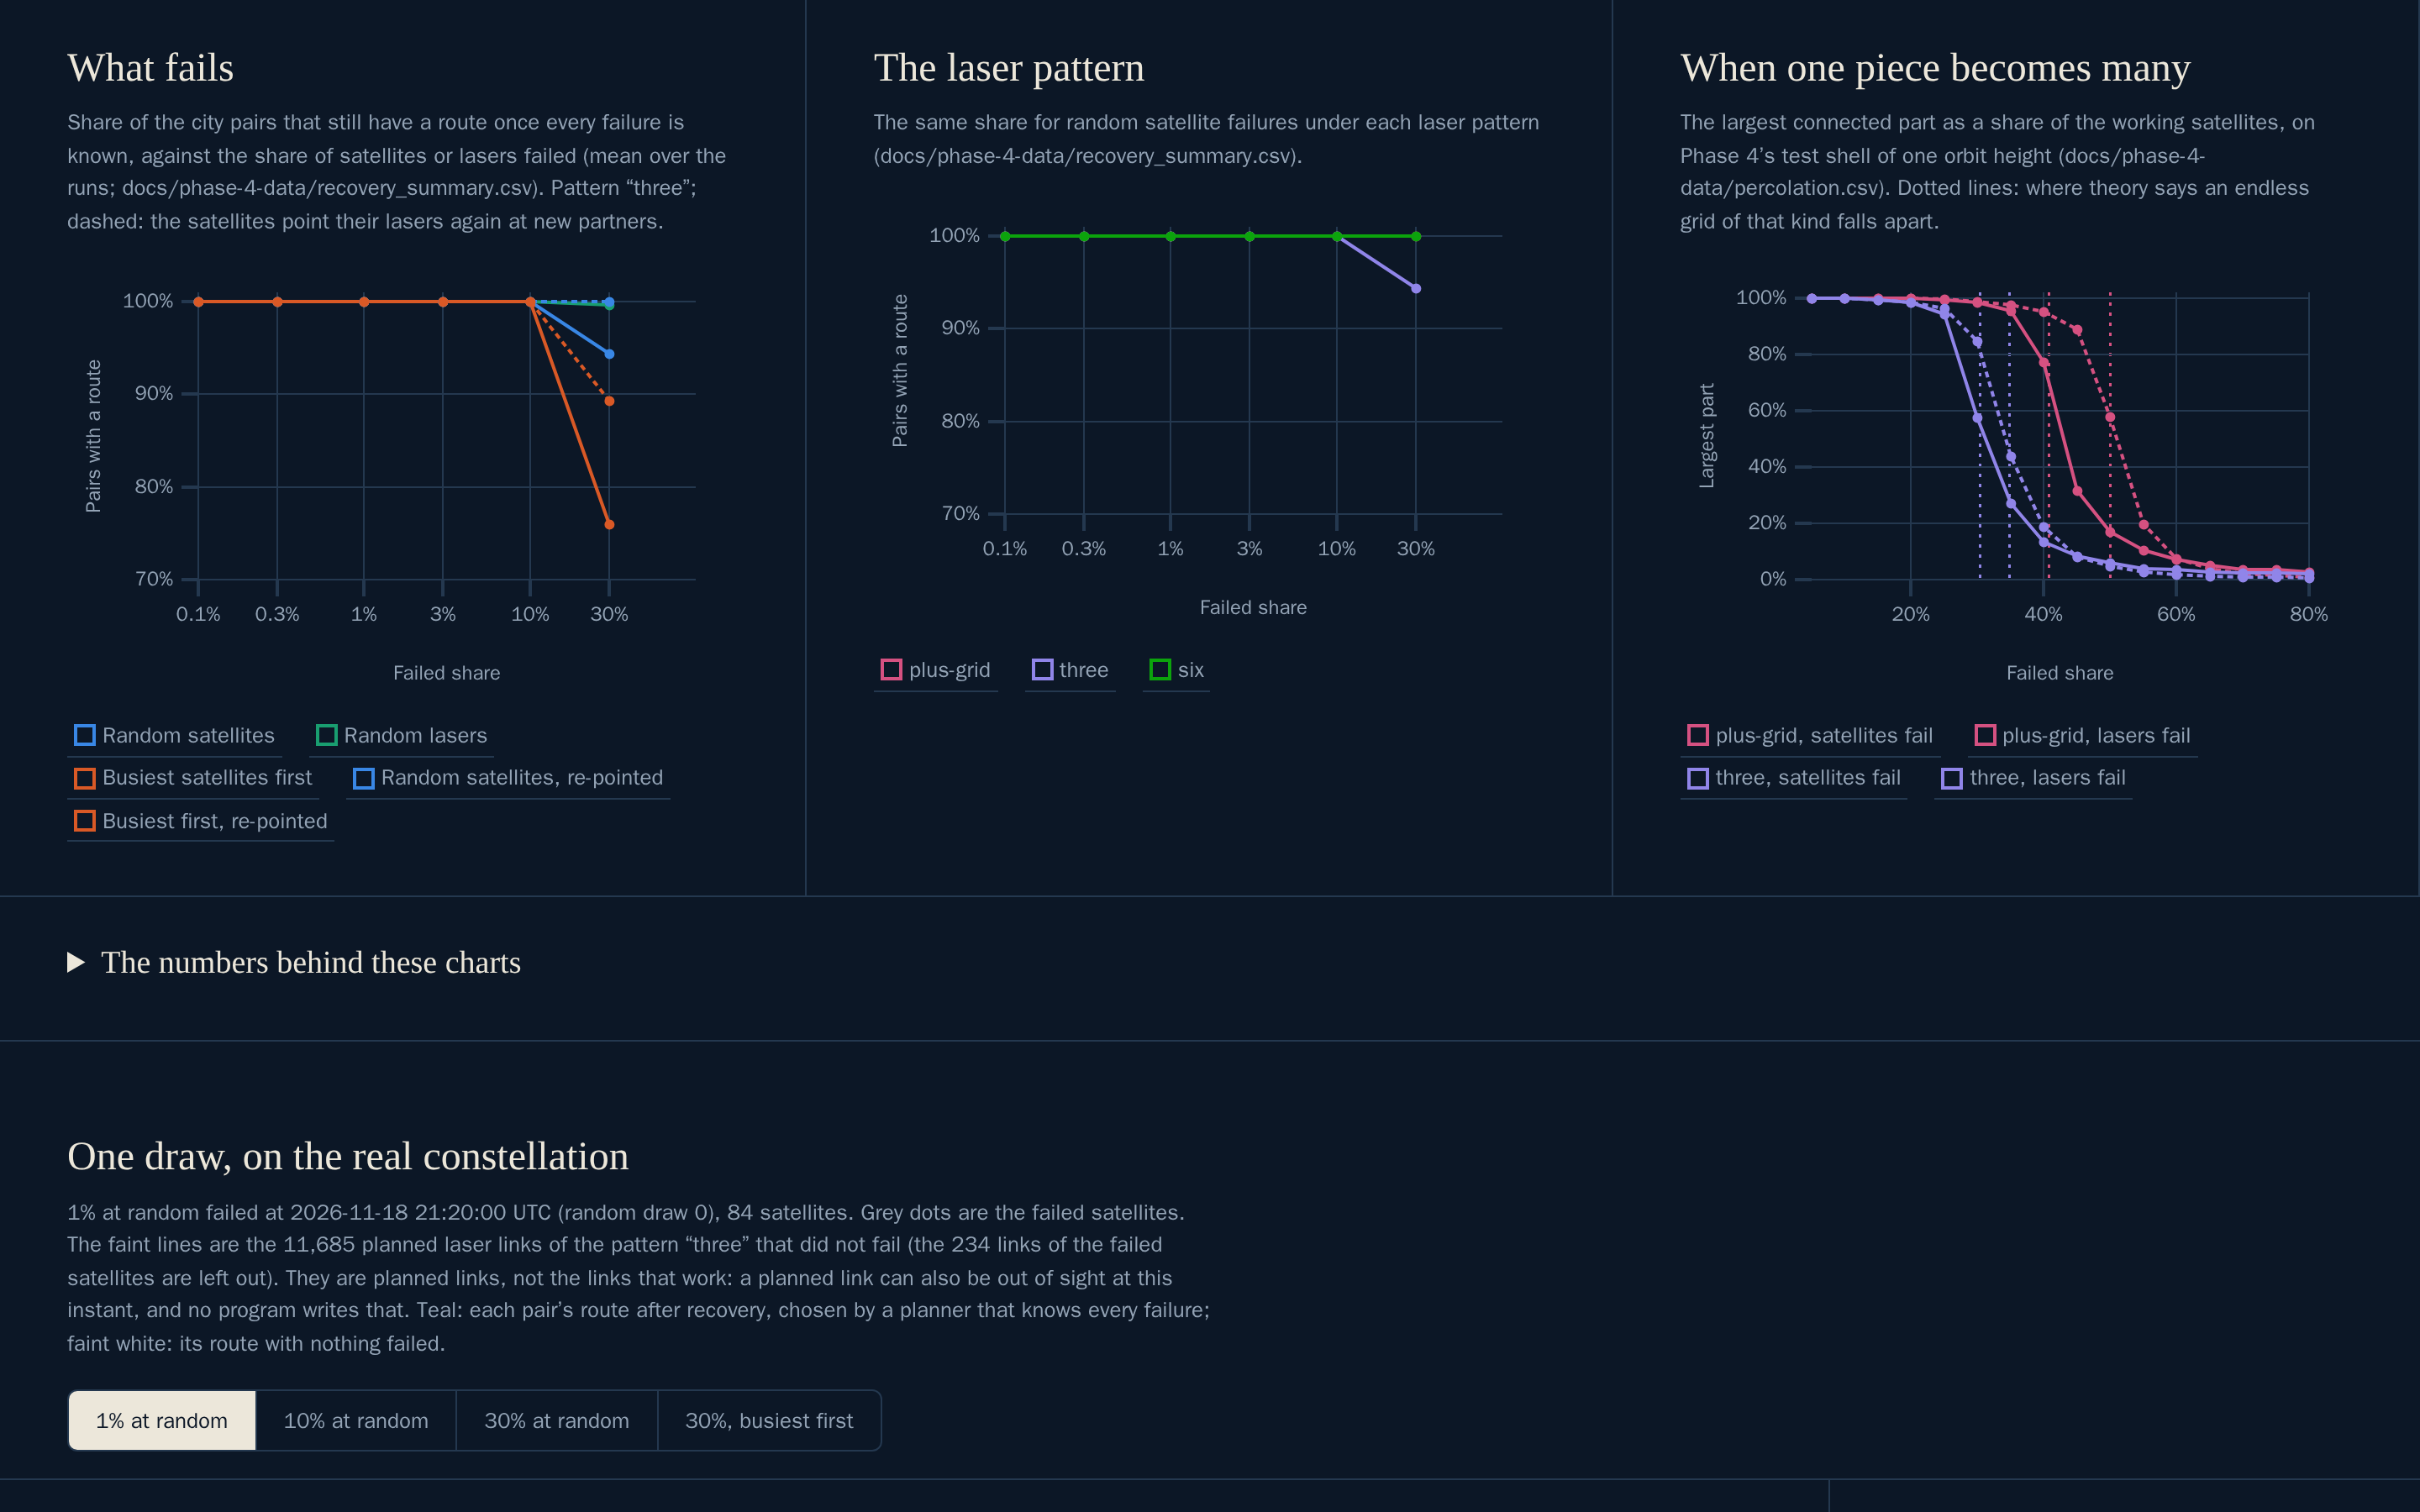 What fails
Share of the city pairs that still have a route once every failure is
known, against the share of satellites or lasers failed (mean over the
runs; docs/phase-4-data/recovery_summary.csv). Pattern “three”;
dashed: the satellites point their lasers again at new partners.
100%
90%
80%
70%
Pairs with a route
0.1% 0.3% 1% 3% 10% 30%
Failed share
Random satellites Random lasers
Busiest satellites first Random satellites, re-pointed
Busiest first, re-pointed
The laser pattern
The same share for random satellite failures under each laser pattern
(docs/phase-4-data/recovery_summary.csv).
100%
90%
80%
70%
Pairs with a route
0.1% 0.3% 1% 3% 10% 30%
Failed share
plus-grid three six
When one piece becomes many
The largest connected part as a share of the working satellites, on
Phase 4’s test shell of one orbit height (docs/phase-4-
data/percolation.csv). Dotted lines: where theory says an endless
grid of that kind falls apart.
100%
80%
60%
40%
20%
0%
Largest part
20% 40% 60% 80%
Failed share
plus-grid, satellites fail plus-grid, lasers fail
three, satellites fail three, lasers fail
The numbers behind these charts
One draw, on the real constellation
1% at random failed at 2026-11-18 21:20:00 UTC (random draw 0), 84 satellites. Grey dots are the failed satellites.
The faint lines are the 11,685 planned laser links of the pattern “three” that did not fail (the 234 links of the failed
satellites are left out). They are planned links, not the links that work: a planned link can also be out of sight at this
instant, and no program writes that. Teal: each pair’s route after recovery, chosen by a planner that knows every failure;
faint white: its route with nothing failed.
1% at random 10% at random 30% at random 30%, busiest first